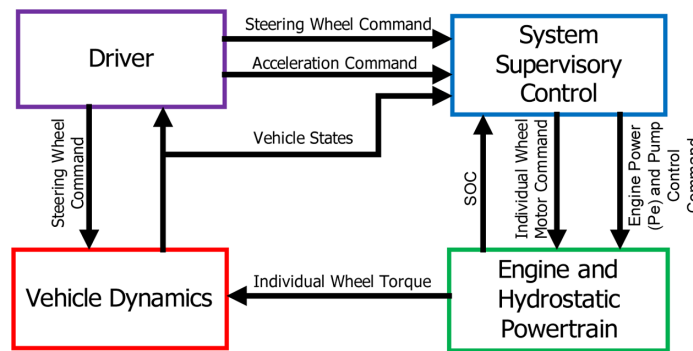 Steering Wheel Command
System
Supervisory
Control
Driver
Acceleration Command
Vehicle States
Steering Wheel
Command
SOC
Individual Wheel
Motor Command
Engine Power
(Pe) and Pump
Control
Command
Vehicle Dynamics
Individual Wheel Torque
Engine and
Hydrostatic
Powertrain